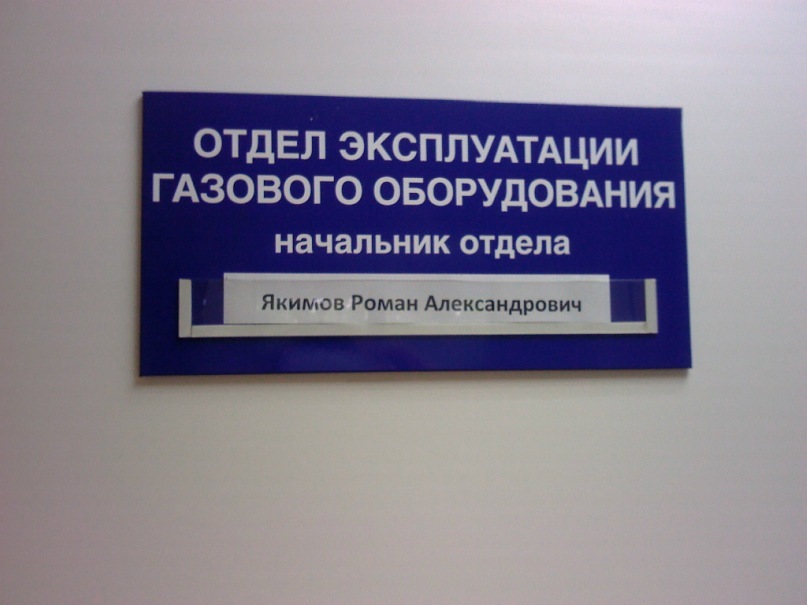 ОТДЕЛ ЭКСПЛУАТАЦИИ
ГАЗОВОГО ОБОРУДОВАНИЯ
начальник отдела
Якимов Роман Александрович